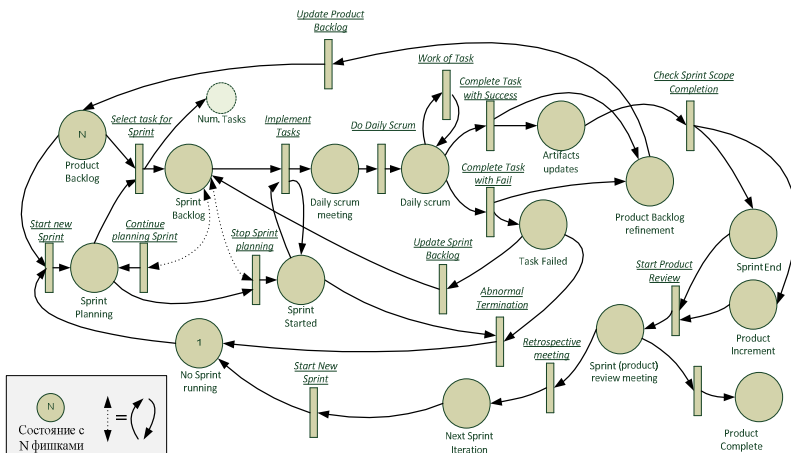 Update Product
Backlog
Work of Task
Check Sprint Scope
Completion
Complete Task
with Success
Select task for
Sprint
Num. Tasks
Implement
Tasks
Do Daily Scrum
N
Product
Backlog
Artifacts
updates
Sprint
Backlog
Daily scrum
meeting
Daily scrum
Complete Task
with Fail
Product Backlog
refinement
Start new
Sprint
Continue
planning Sprint
Stop Sprint
planning
Update Sprint
Backlog
Task Failed
Sprint End
Start Product
Review
Sprint
Planning
Sprint
Started
Abnormal
Termination
Product
Increment
1
No Sprint
running
Retrospective
meeting
Sprint (product)
review meeting
Start New
Sprint
Next Sprint
Iteration
Product
Complete
N
=
Состояние с
N фишками